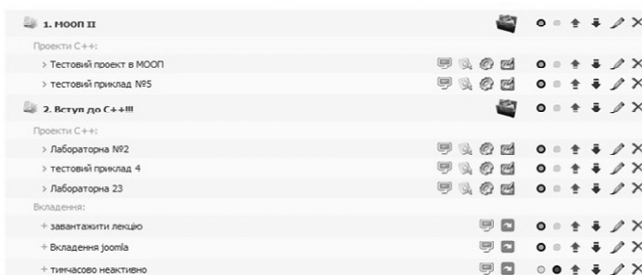 1. МООП II
Проекти C++:
> Тестовий проект в МООП
> тестовий приклад №5
2. Вступ до C++!!!
Проекти C++:
> Лабораторна №2
> тестовий приклад 4
> Лабораторна 23
Вкладення:
+ завантажити лекцію
+ Вкладення joomla
+ тимчасово неактивно